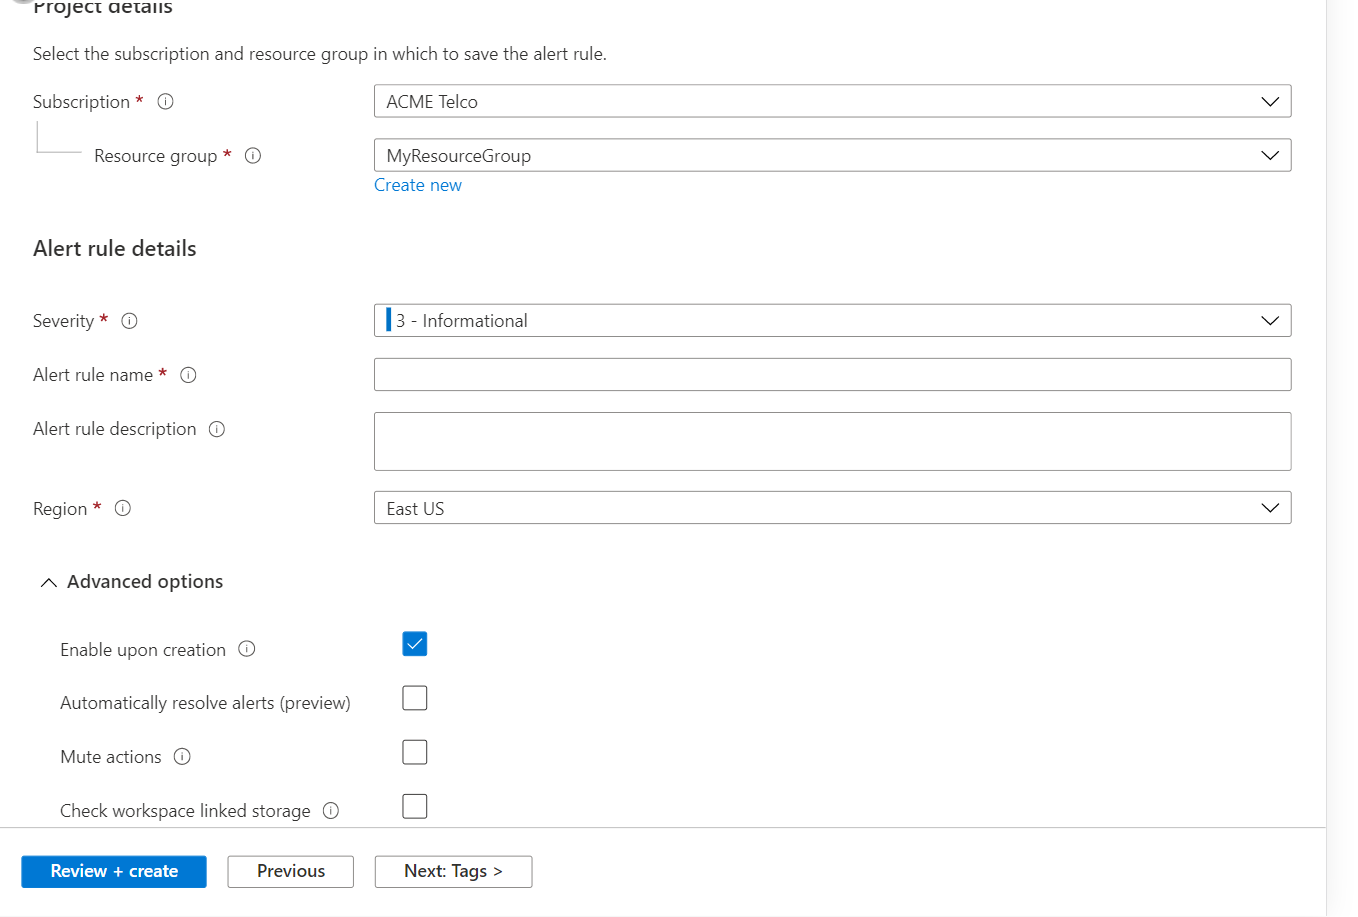 Project details
Select the subscription and resource group in which to save the alert rule.
Subscription *
ACME Telco
Resource group *
MyResourceGroup
Create new
Alert rule details
Severity *
3 - Informational
Alert rule name *
Alert rule description
Region *
East US
Advanced options
Enable upon creation
Automatically resolve alerts (preview)
Mute actions
Check workspace linked storage
Review + create
Previous
Next: Tags >